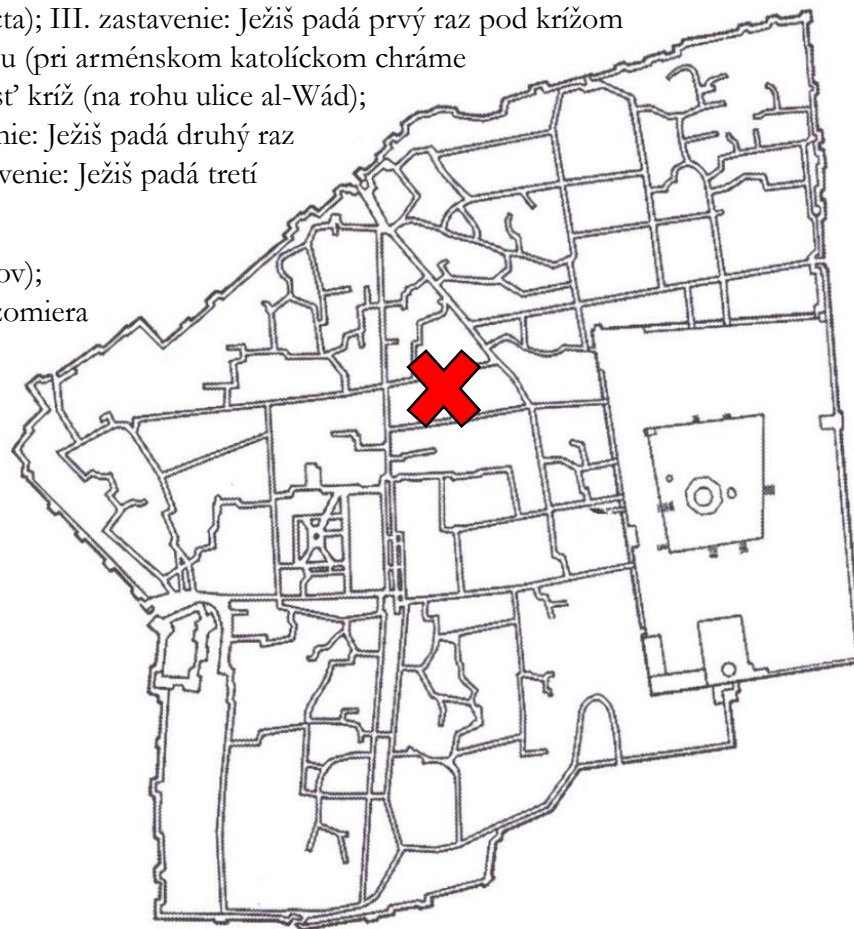 cta); III. zastavenie: Ježiš padá prvý raz pod krížom
u (pri arménskom katolíckom chráme
sť kríž (na rohu ulice al-Wád);
nie: Ježiš padá druhý raz
venie: Ježiš padá tretí
ov);
zomiera